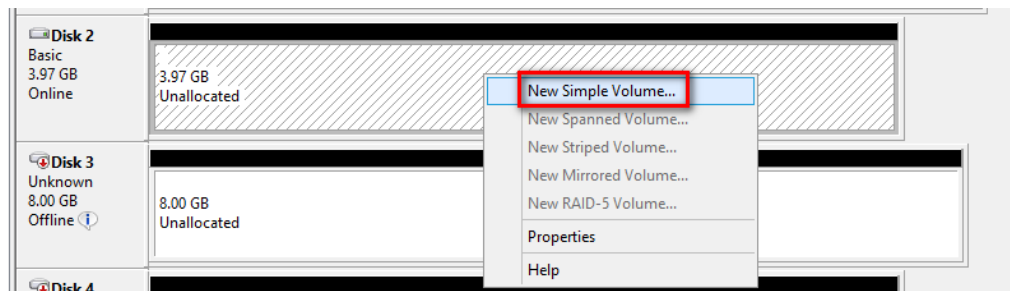 Disk 2
Basic
3.97 GB
Online
3.97 GB
Unallocated
New Simple Volume...
New Spanned Volume...
New Striped Volume...
New Mirrored Volume...
New RAID-5 Volume...
Properties
Help
Disk 3
Unknown
8.00 GB
Offline
8.00 GB
Unallocated
Disk 4